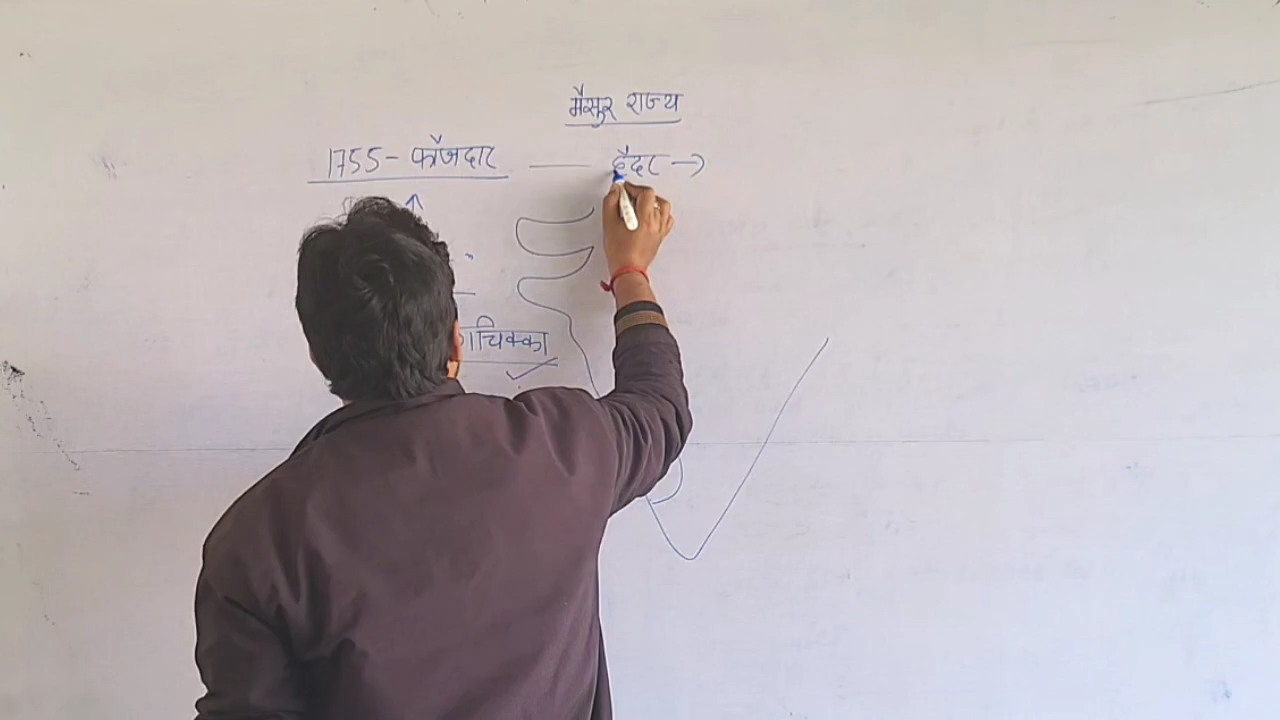 मैसूर राज्य
1755- फौजदार — हैदर →
चिक्का